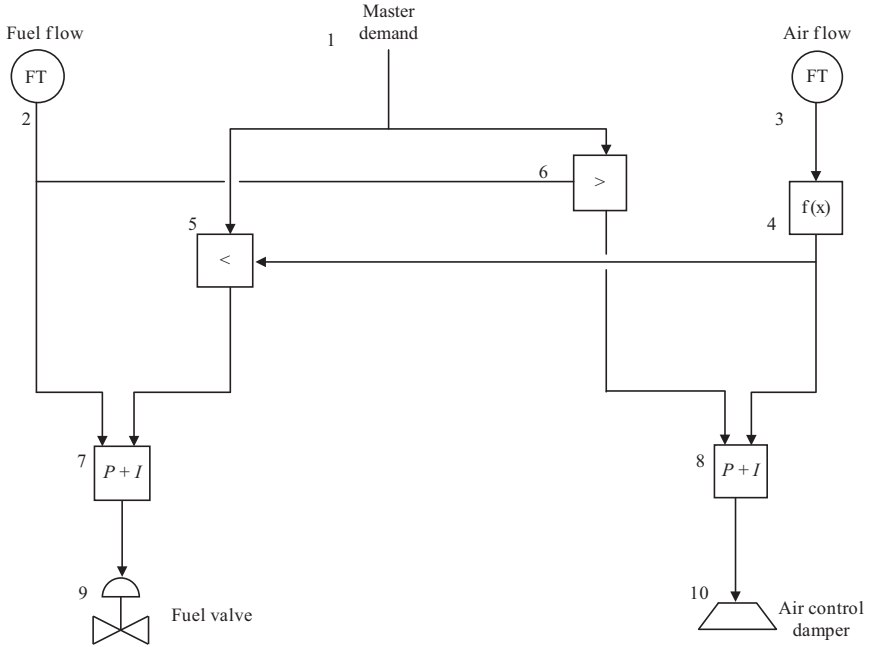 Master
demand
1
Fuel flow
Air flow
FT
FT
2
3
6
>
f(x)
4
5
<
7
P + I
8
P + I
9
Fuel valve
10
Air control
damper